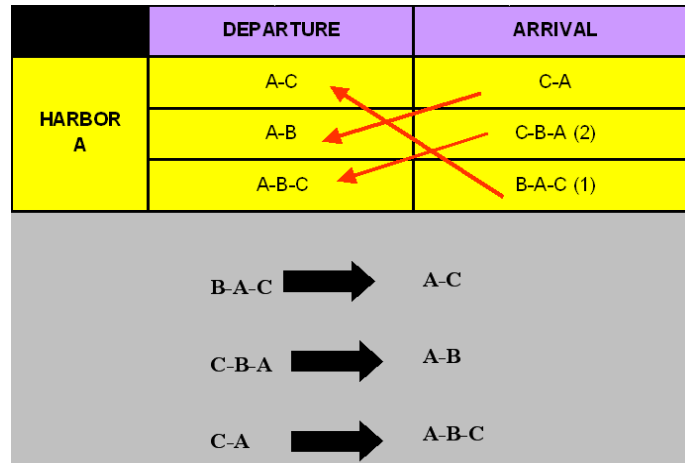 DEPARTURE ARRIVAL
HARBOR A
A-C C-A
A-B C-B-A (2)
A-B-C B-A-C (1)
B-A-C A-C
C-B-A A-B
C-A A-B-C